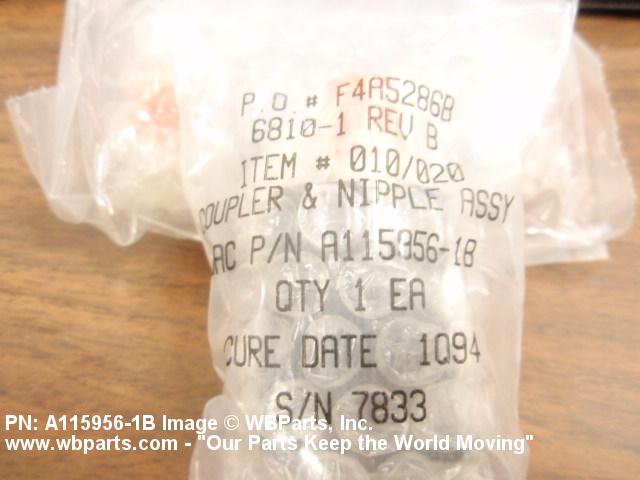 P.O.# F4A5286B
6810-1 REV B
ITEM # 010/020
COUPLER & NIPPLE ASSY
P/N A115956-1B
QTY 1 EA
CURE DATE 1Q94
S/N 7833
PN: A115956-1B Image © WBParts, Inc.
www.wbparts.com - "Our Parts Keep the World Moving"